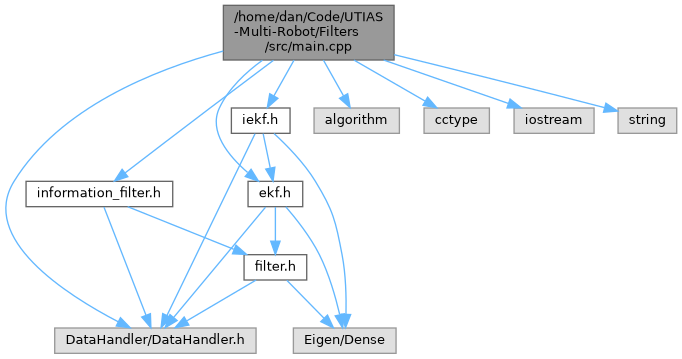 /home/dan/Code/UTIAS
-Multi-Robot/Filters
/src/main.cpp
iekf.h
algorithm
cctype
iostream
string
information_filter.h
ekf.h
filter.h
DataHandler/DataHandler.h
Eigen/Dense